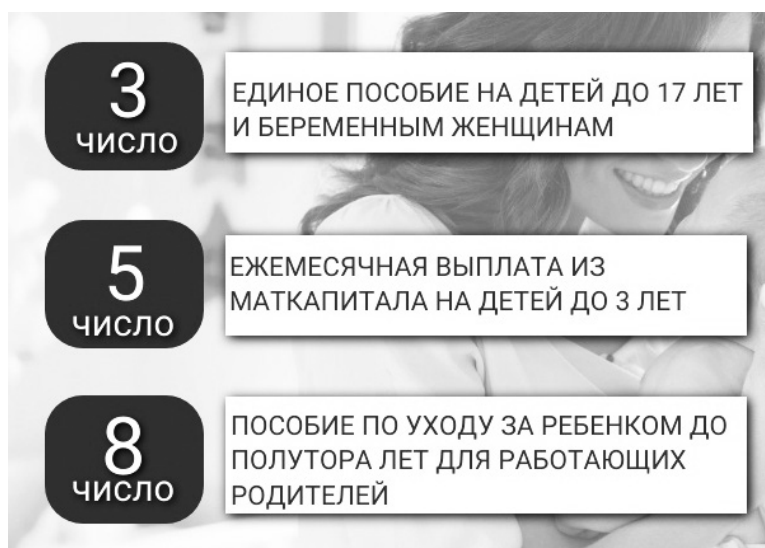 3
число
ЕДИНОЕ ПОСОБИЕ НА ДЕТЕЙ ДО 17 ЛЕТ
И БЕРЕМЕННЫМ ЖЕНЩИНАМ
5
число
ЕЖЕМЕСЯЧНАЯ ВЫПЛАТА ИЗ
МАТКАПИТАЛА НА ДЕТЕЙ ДО 3 ЛЕТ
8
число
ПОСОБИЕ ПО УХОДУ ЗА РЕБЕНКОМ ДО
ПОЛУТОРА ЛЕТ ДЛЯ РАБОТАЮЩИХ
РОДИТЕЛЕЙ